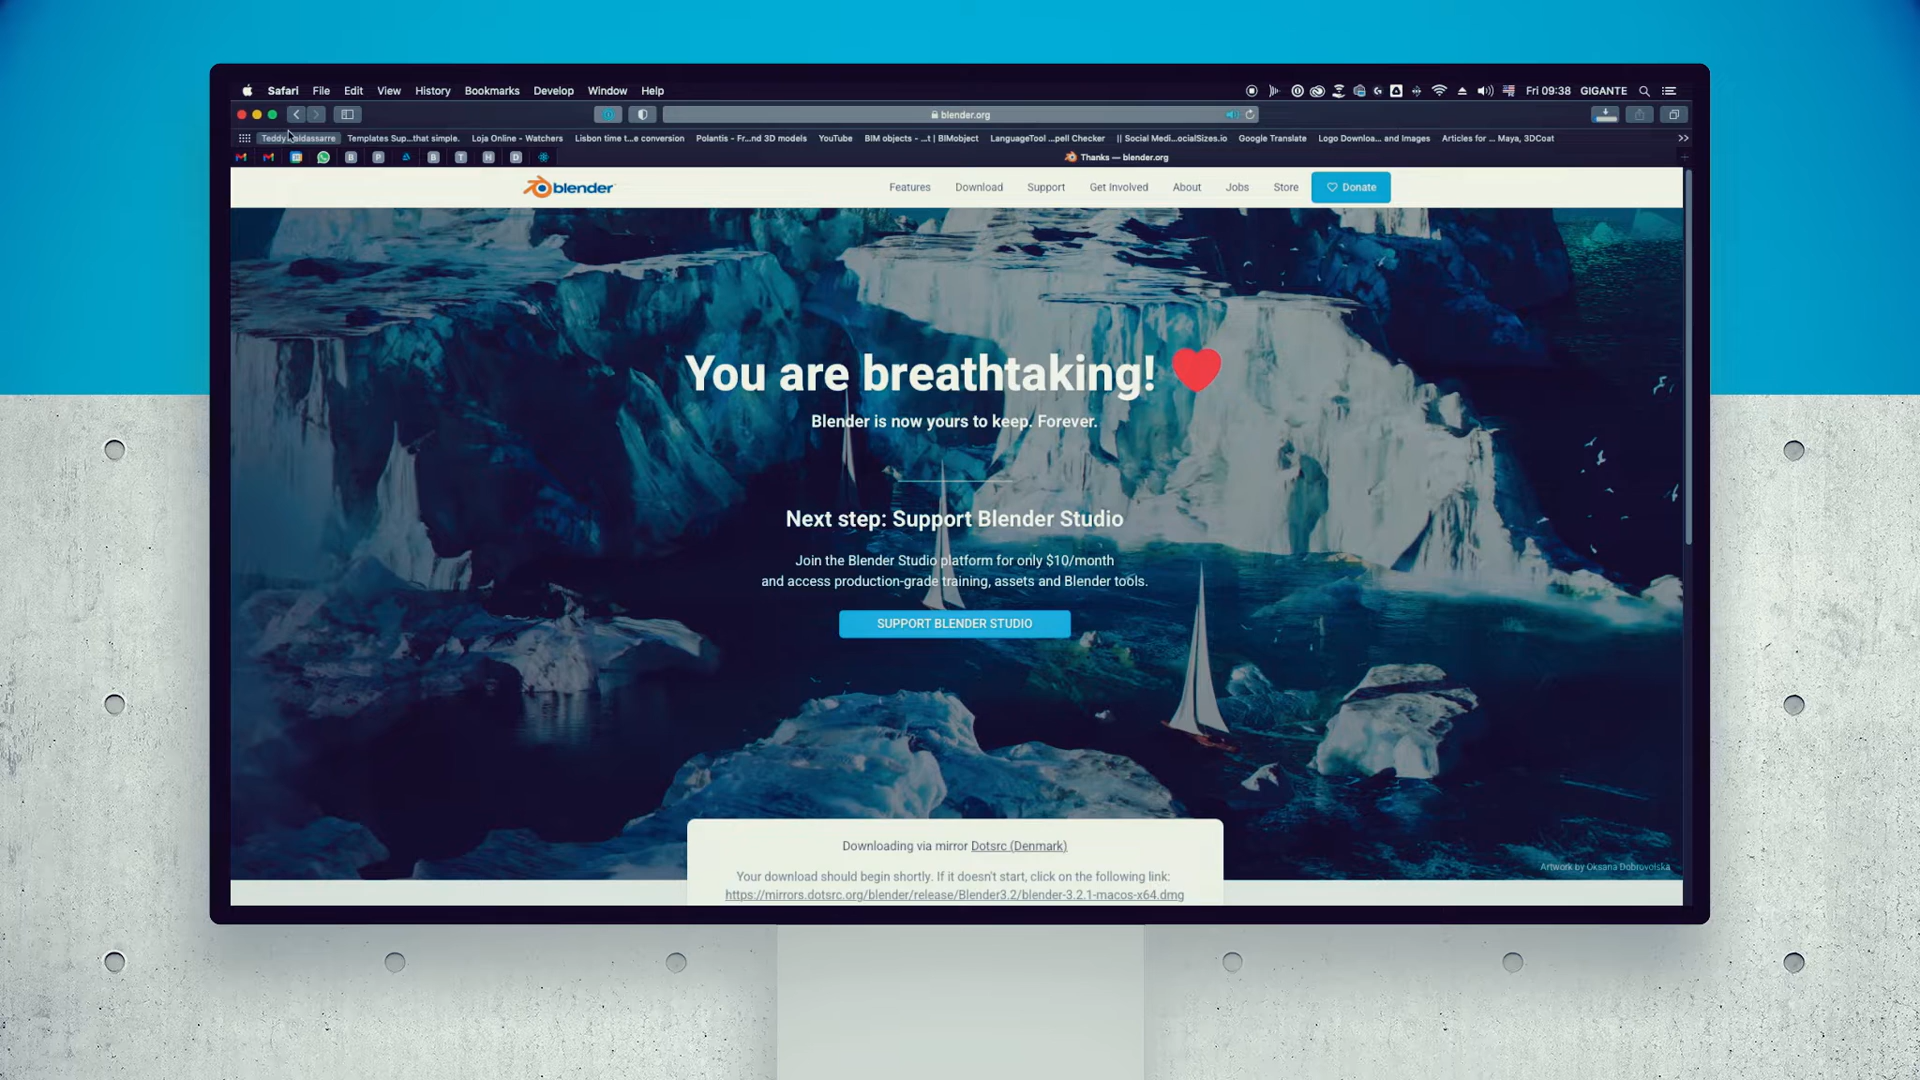 Safari File Edit View History Bookmarks Develop Window Help Fri 09:38 GIGANTE
blender.org
Templates Sup...that simple. Loja Online - Watchers Lisbon time t...e conversion Polantis - Fr...nd 3D models YouTube BIM objects - ...t | BIMobject LanguageTool ...pell Checker || Social Medi...ocialSizes.io Google Translate Logo Downloa... and Images Articles for ... Maya, 3DCoat
B P B T N D Thanks — blender.org
blender Features Download Support Get Involved About Jobs Store Donate
You are breathtaking!
Blender is now yours to keep. Forever.
Next step: Support Blender Studio
Join the Blender Studio platform for only $10/month
and access production-grade training, assets and Blender tools.
SUPPORT BLENDER STUDIO
Downloading via mirror Dotsrc (Denmark)
Artwork by Oksana Dobrovolska
Your download should begin shortly. If it doesn't start, click on the following link:
https://mirrors.dotsrc.org/blender/release/Blender3.2/blender-3.2.1-macos-x64.dmg